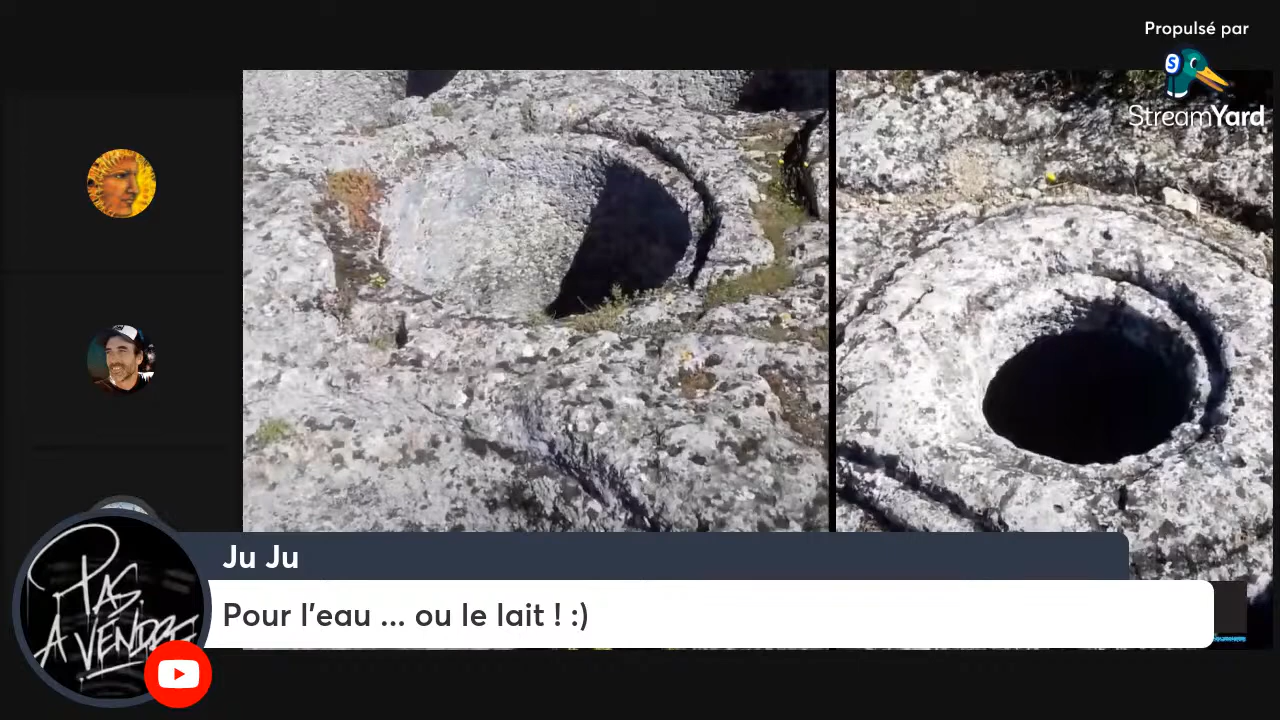 Propulsé par
StreamYard
Ju Ju
Pour l'eau ... ou le lait ! :)
PAS
A VENDRE